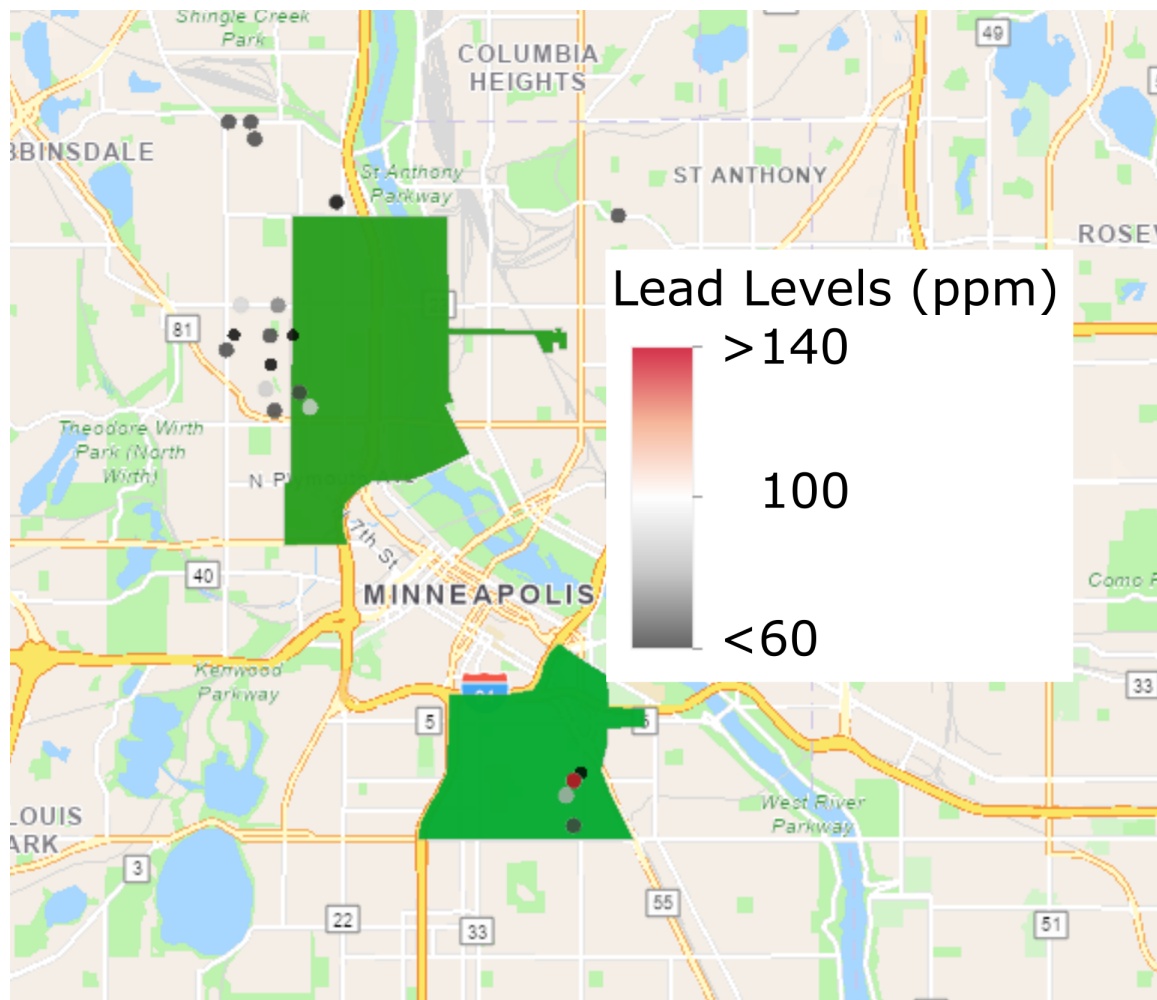 Shingle Creek
Park
COLUMBIA
HEIGHTS
49
BBINSDALE
St Anthony
Parkway
ST ANTHONY
ROSEV
Lead Levels (ppm)
>140
100
<60
81
Theodore Wirth
Park (North
Wirth)
N Plymouth Ave
7th St
40
MINNEAPOLIS
Como P
Kenwood
Parkway
33
5
LOUIS
ARK
West River
Parkway
3
22
33
55
51